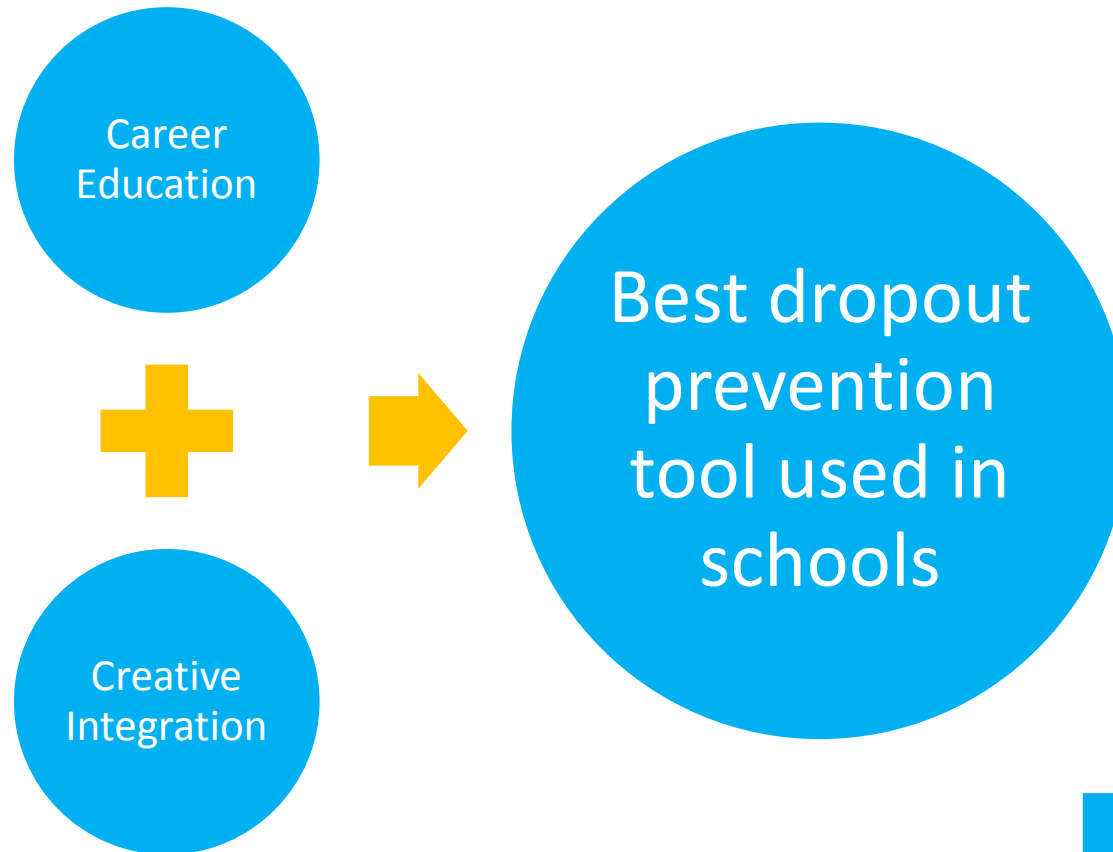 Career
Education
Creative
Integration
Best dropout
prevention
tool used in
schools